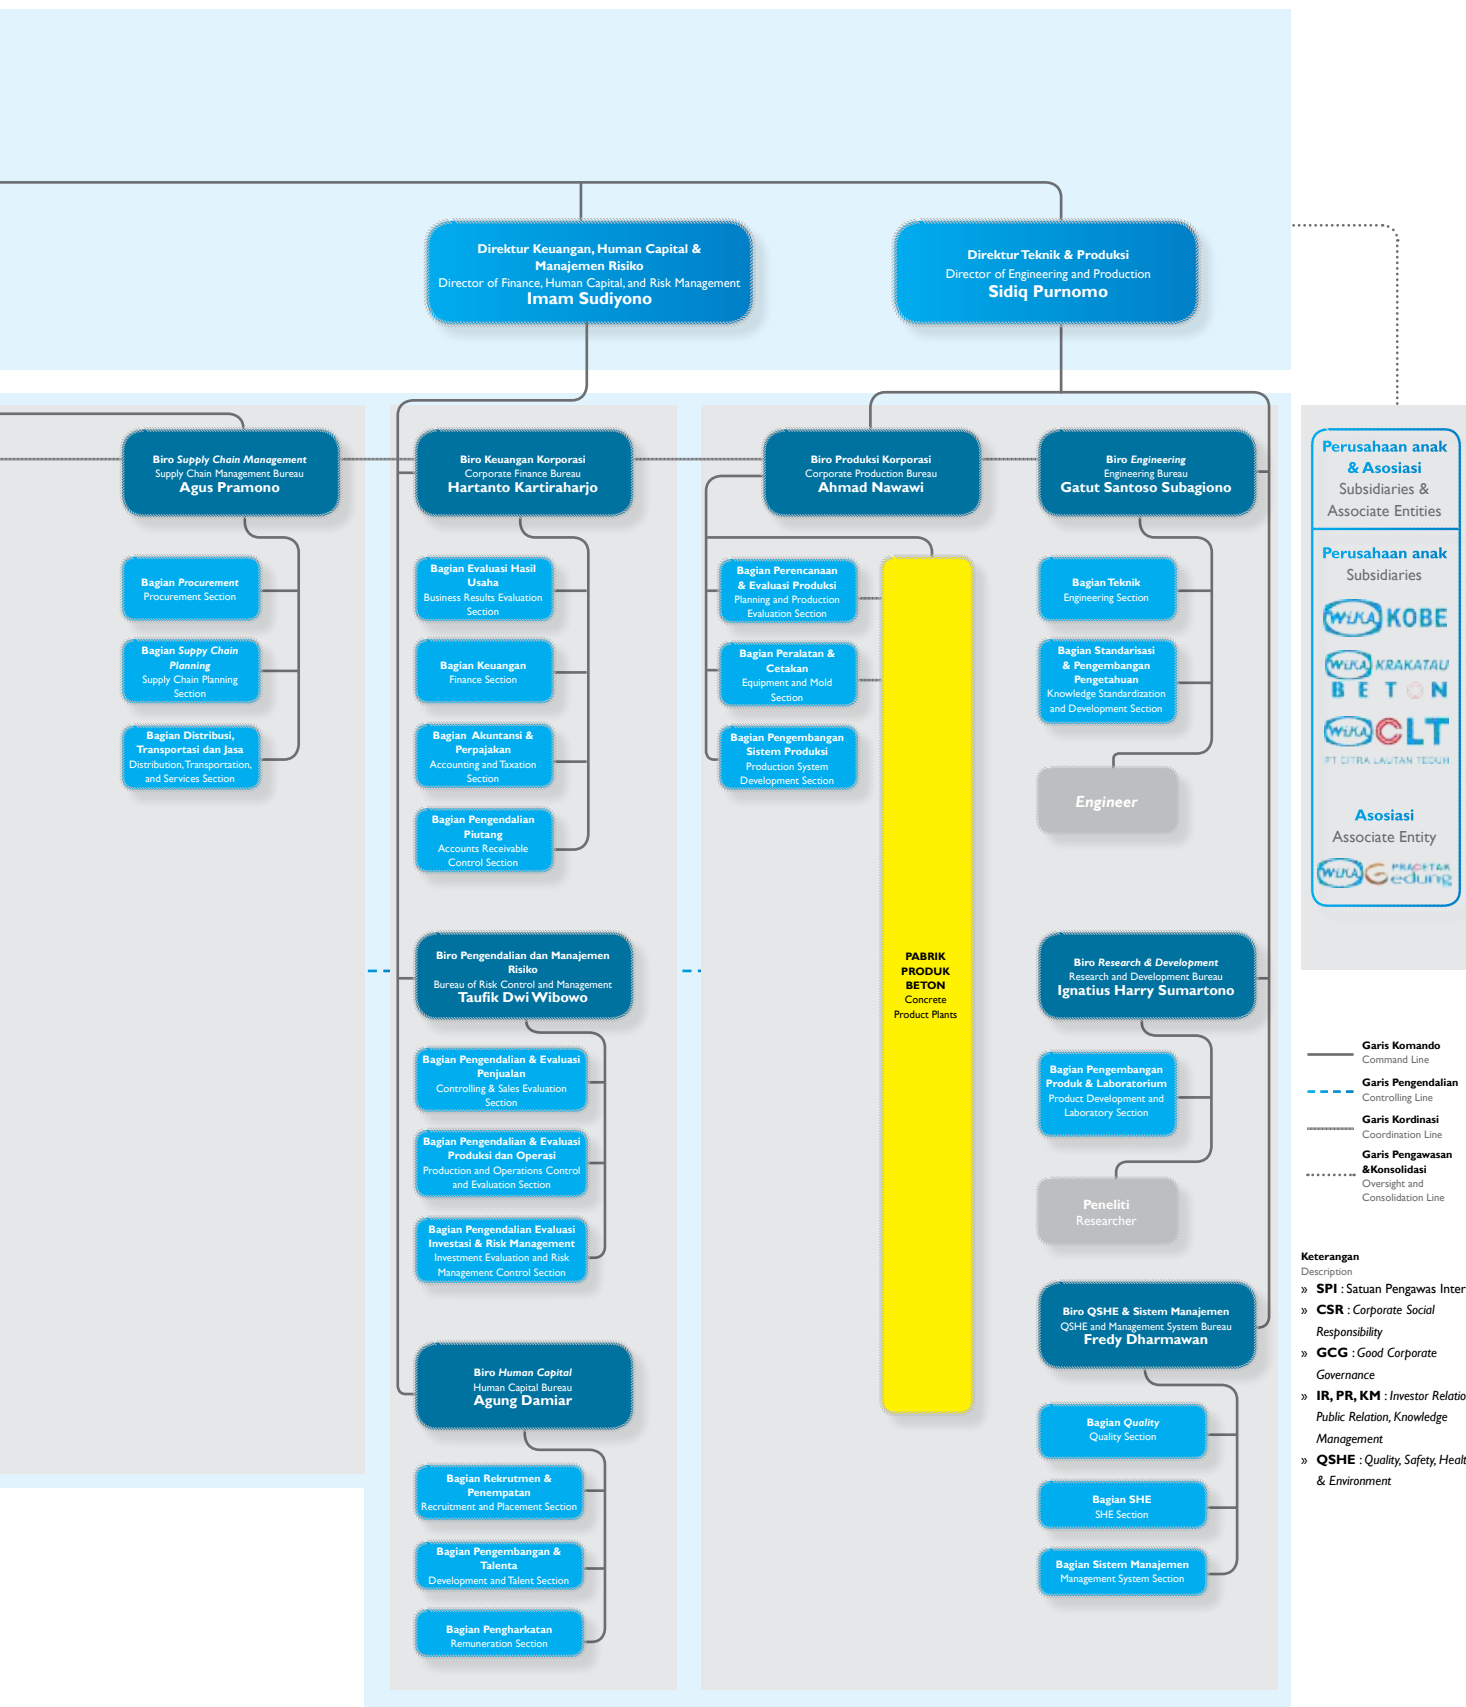 Direktur Keuangan, Human Capital &
Manajemen Risiko
Director of Finance, Human Capital, and Risk Management
Imam Sudiyono
Direktur Teknik & Produksi
Director of Engineering and Production
Sidiq Purnomo
Biro Supply Chain Management
Supply Chain Management Bureau
Agus Pramono
Bagian Procurement
Procurement Section
Bagian Suppy Chain
Planning
Supply Chain Planning
Section
Bagian Distribusi,
Transportasi dan Jasa
Distribution, Transportation,
and Services Section
Biro Keuangan Korporasi
Corporate Finance Bureau
Hartanto Kartiraharjo
Bagian Evaluasi Hasil
Usaha
Business Results Evaluation
Section
Bagian Keuangan
Finance Section
Bagian Akuntansi &
Perpajakan
Accounting and Taxation
Section
Bagian Pengendalian
Piutang
Accounts Receivable
Control Section
Biro Pengendalian dan Manajemen
Risiko
Bureau of Risk Control and Management
Taufik Dwi Wibowo
Bagian Pengendalian & Evaluasi
Penjualan
Controlling & Sales Evaluation
Section
Bagian Pengendalian & Evaluasi
Produksi dan Operasi
Production and Operations Control
and Evaluation Section
Bagian Pengendalian Evaluasi
Investasi & Risk Management
Investment Evaluation and Risk
Management Control Section
Biro Human Capital
Human Capital Bureau
Agung Damiar
Bagian Rekrutmen &
Penempatan
Recruitment and Placement Section
Bagian Pengembangan &
Talenta
Development and Talent Section
Bagian Pengharkatan
Remuneration Section
Biro Produksi Korporasi
Corporate Production Bureau
Ahmad Nawawi
Bagian Perencanaan
& Evaluasi Produksi
Planning and Production
Evaluation Section
Bagian Peralatan &
Cetakan
Equipment and Mold
Section
Bagian Pengembangan
Sistem Produksi
Production System
Development Section
PABRIK
PRODUK
BETON
Concrete
Product Plants
Biro Engineering
Engineering Bureau
Gatut Santoso Subagiono
Bagian Teknik
Engineering Section
Bagian Standarisasi
& Pengembangan
Pengetahuan
Knowledge Standardization
and Development Section
Engineer
Biro Research & Development
Research and Development Bureau
Ignatius Harry Sumartono
Bagian Pengembangan
Produk & Laboratorium
Product Development and
Laboratory Section
Peneliti
Researcher
Biro QSHE & Sistem Manajemen
QSHE and Management System Bureau
Fredy Dharmawan
Bagian Quality
Quality Section
Bagian SHE
SHE Section
Bagian Sistem Manajemen
Management System Section
Perusahaan anak
& Asosiasi
Subsidiaries &
Associate Entities
Perusahaan anak
Subsidiaries
WIKA KOBE
WIKA KRAKATAU
BETON
WIKA CLT
PT CITRA LAUTAN TEDUH
Asosiasi
Associate Entity
WIKA PRACETAK
Gedung
Garis Komando
Command Line
Garis Pengendalian
Controlling Line
Garis Kordinasi
Coordination Line
Garis Pengawasan
&Konsolidasi
Oversight and
Consolidation Line
Keterangan
Description
» SPI : Satuan Pengawas Inter
» CSR : Corporate Social
Responsibility
» GCG : Good Corporate
Governance
» IR, PR, KM : Investor Relatio
Public Relation, Knowledge
Management
» QSHE : Quality, Safety, Healt
& Environment